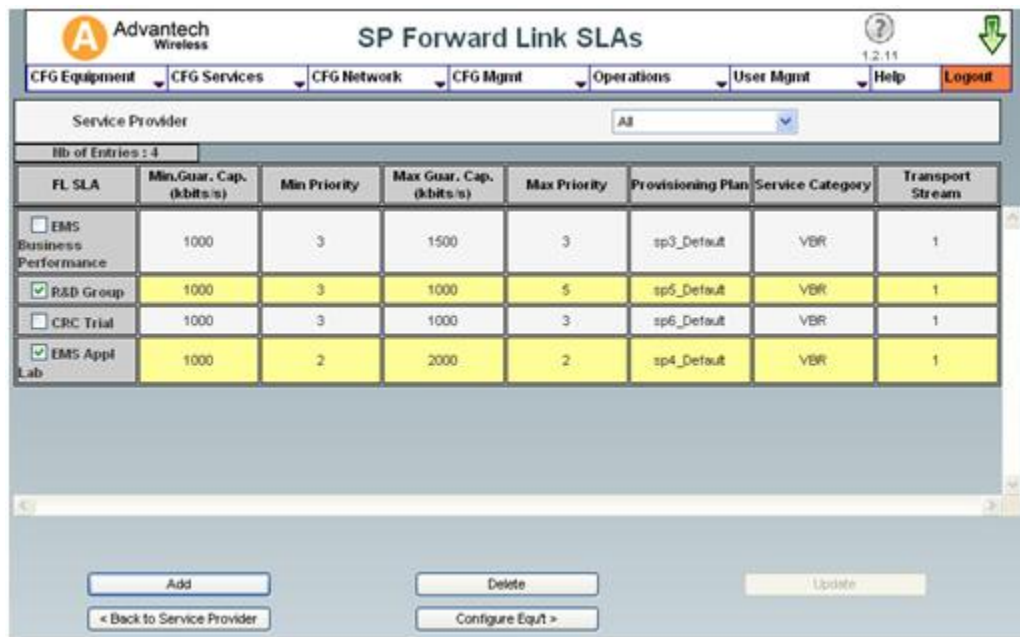 Advantech
Wireless
SP Forward Link SLAs
?
1.2.11
CFG Equipment CFG Services CFG Network CFG Mgmt Operations User Mgmt Help Logout
Service Provider All
Nb of Entries : 4
FL SLA Min.Guar. Cap. (kbits/s) Min Priority Max Guar. Cap. (kbits/s) Max Priority Provisioning Plan Service Category Transport Stream
EMS Business Performance 1000 3 1500 3 sp3_Default VBR 1
R&D Group 1000 3 1000 5 sp5_Default VBR 1
CRC Trial 1000 3 1000 3 sp6_Default VBR 1
EMS Appl Lab 1000 2 2000 2 sp4_Default VBR 1
Add Delete Update
< Back to Service Provider Configure Equ/t >